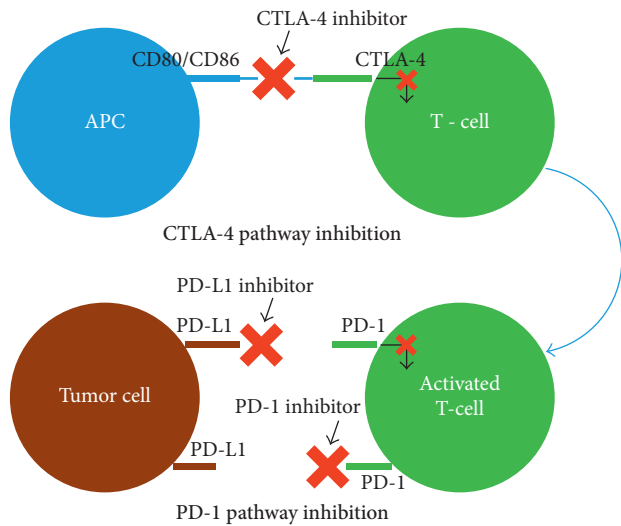 CTLA-4 inhibitor
CD80/CD86
CTLA-4
APC
T - cell
CTLA-4 pathway inhibition
PD-L1 inhibitor
PD-L1
PD-1
Tumor cell
Activated
T-cell
PD-1 inhibitor
PD-L1
PD-1
PD-1 pathway inhibition